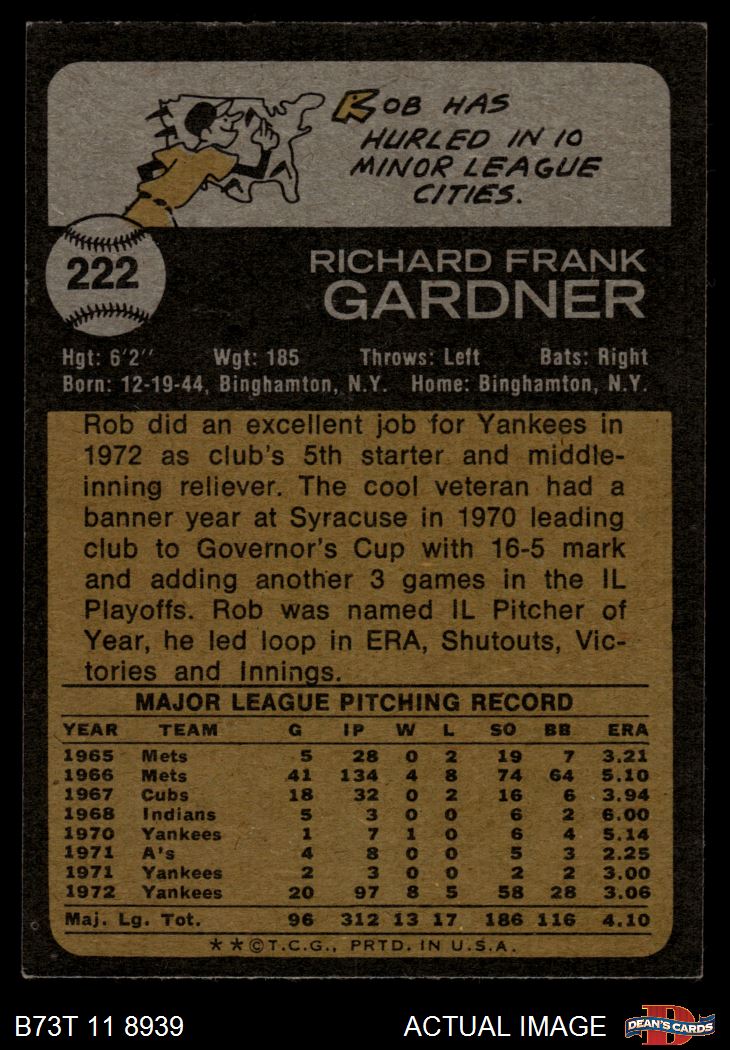 ROB HAS
HURLED IN 10
MINOR LEAGUE
CITIES.
222
RICHARD FRANK
GARDNER
Hgt: 6'2" Wgt: 185 Throws: Left Bats: Right
Born: 12-19-44, Binghamton, N.Y. Home: Binghamton, N.Y.
Rob did an excellent job for Yankees in
1972 as club's 5th starter and middle-
inning reliever. The cool veteran had a
banner year at Syracuse in 1970 leading
club to Governor's Cup with 16-5 mark
and adding another 3 games in the IL
Playoffs. Rob was named IL Pitcher of
Year, he led loop in ERA, Shutouts, Vic-
tories and Innings.
MAJOR LEAGUE PITCHING RECORD
YEAR TEAM G IP W L SO BB ERA
1965 Mets 5 28 0 2 19 7 3.21
1966 Mets 41 134 4 8 74 64 5.10
1967 Cubs 18 32 0 2 16 6 3.94
1968 Indians 5 3 0 0 6 2 6.00
1970 Yankees 1 7 1 0 6 4 5.14
1971 A's 4 8 0 0 5 3 2.25
1971 Yankees 2 3 0 0 2 2 3.00
1972 Yankees 20 97 8 5 58 28 3.06
Maj. Lg. Tot. 96 312 13 17 186 116 4.10
**©T.C.G., PRTD. IN U.S.A.
B73T 11 8939 ACTUAL IMAGE DEAN'S CARDS